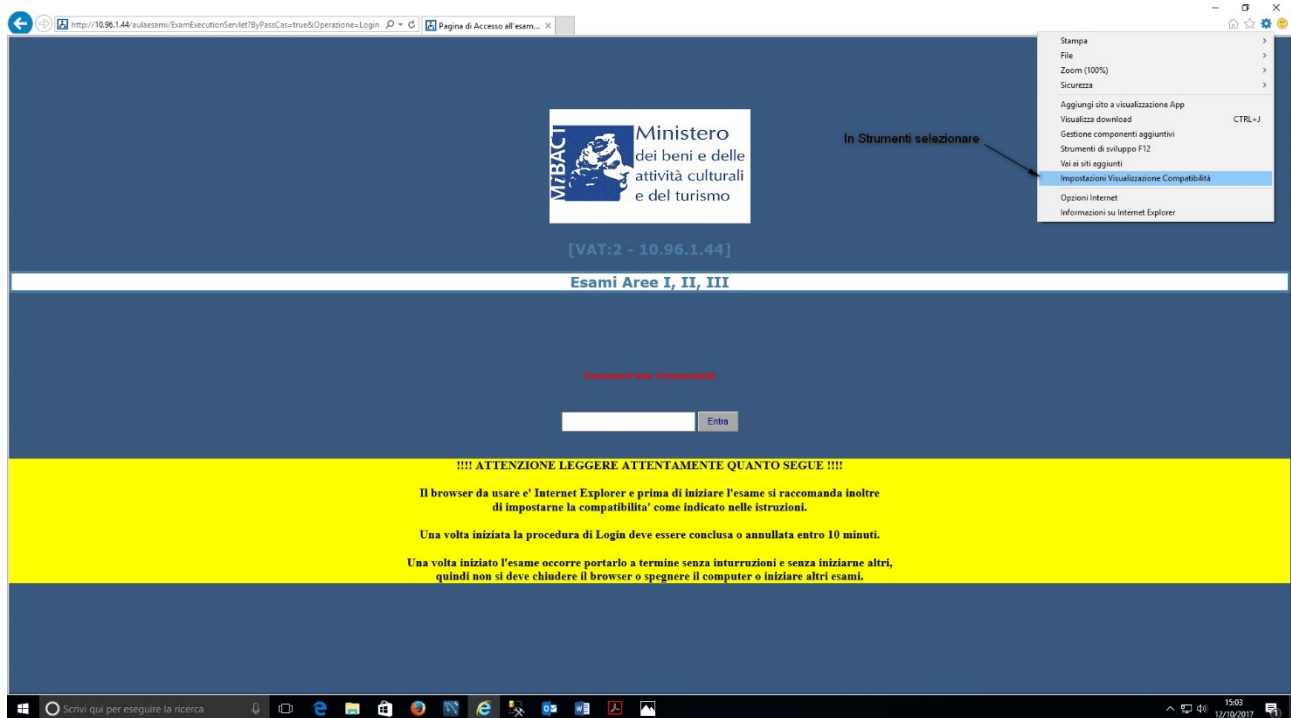 http://10.96.1.44/aulaesami/ExamExecutionServlet?ByPassCas=true&Operazione=Login
Pagina di Accesso all'esam...
Stampa
File
Zoom (100%)
Sicurezza
Aggiungi sito a visualizzazione App
Visualizza download CTRL+J
Gestione componenti aggiuntivi
Strumenti di sviluppo F12
Vai ai siti aggiunti
Impostazioni Visualizzazione Compatibilità
Opzioni Internet
Informazioni su Internet Explorer
In Strumenti selezionare
MiBACT
Ministero
dei beni e delle
attività culturali
e del turismo
[VAT:2 - 10.96.1.44]
Esami Aree I, II, III
Password non riconosciuta
Entra
!!!! ATTENZIONE LEGGERE ATTENTAMENTE QUANTO SEGUE !!!!
Il browser da usare e' Internet Explorer e prima di iniziare l'esame si raccomanda inoltre
di impostarne la compatibilita' come indicato nelle istruzioni.
Una volta iniziata la procedura di Login deve essere conclusa o annullata entro 10 minuti.
Una volta iniziato l'esame occorre portarlo a termine senza inturruzioni e senza iniziarne altri,
quindi non si deve chiudere il browser o spegnere il computer o iniziare altri esami.
Scrivi qui per eseguire la ricerca
15:03
12/10/2017